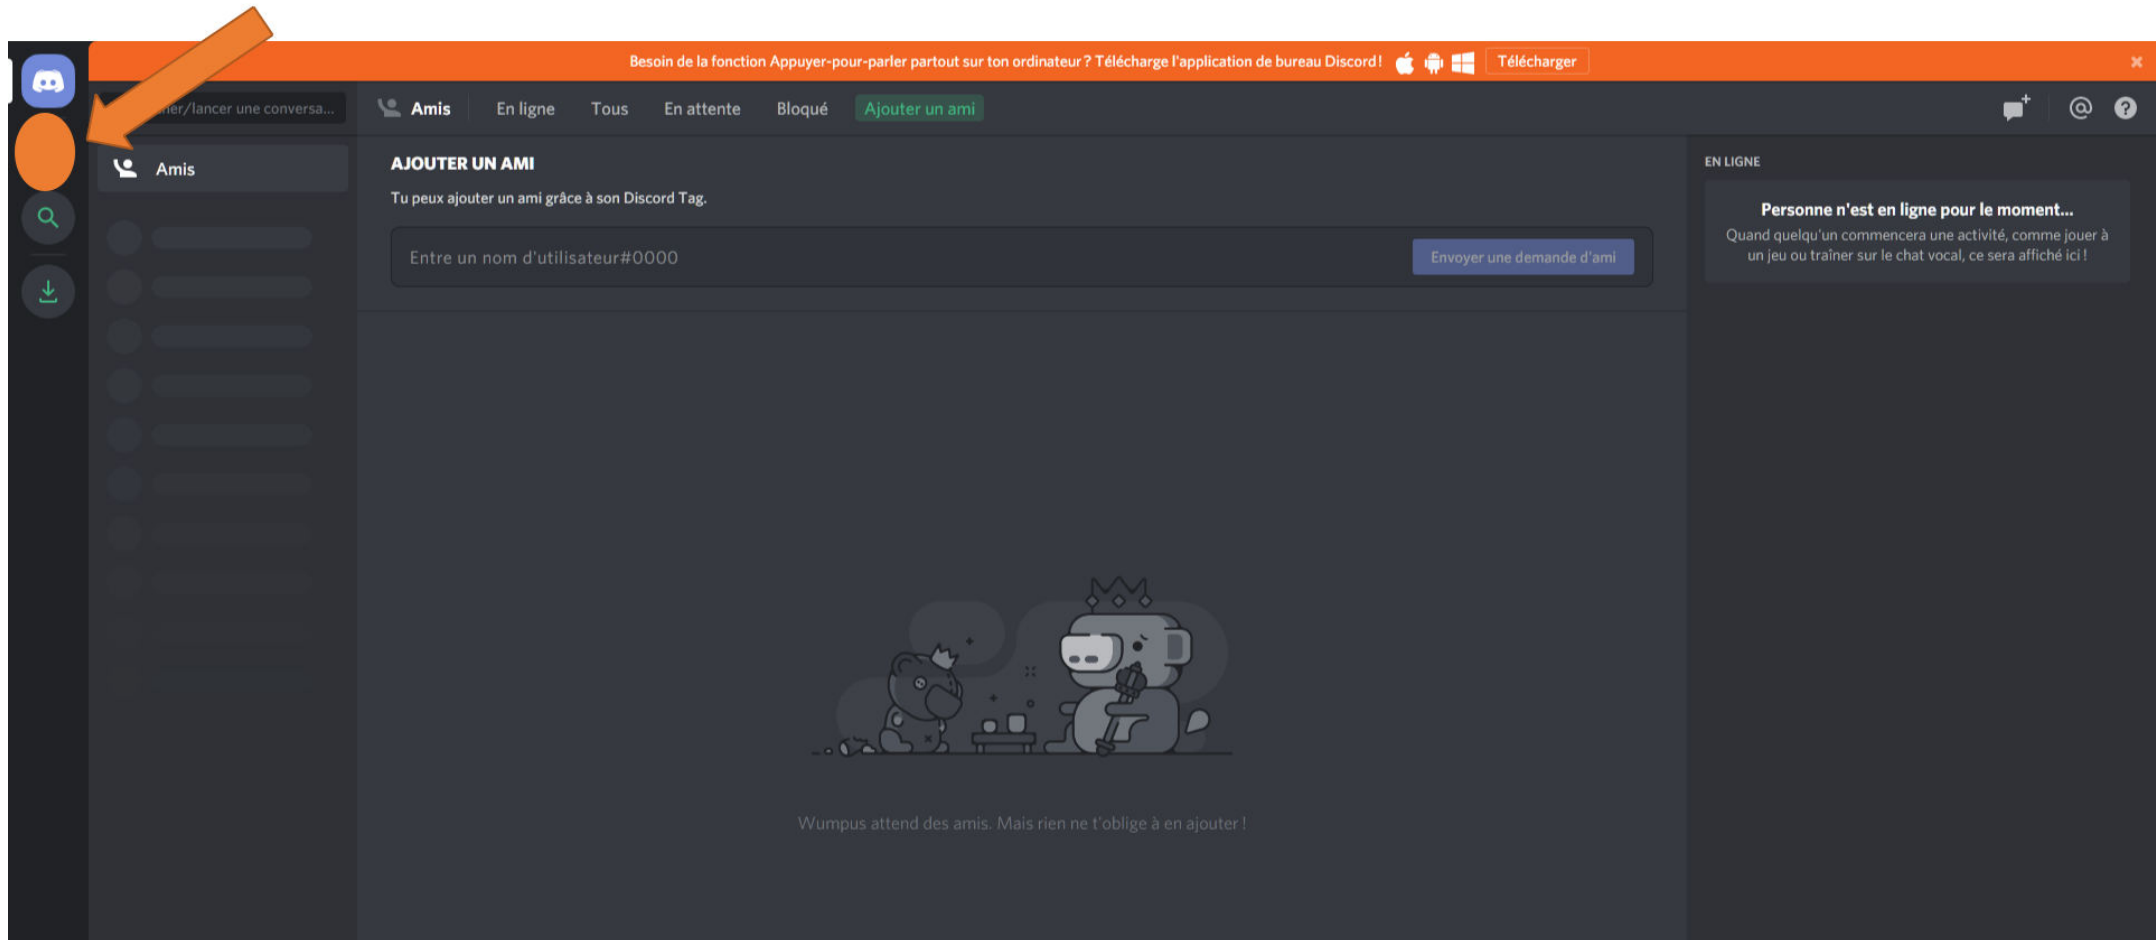 Besoin de la fonction Appuyer-pour-parler partout sur ton ordinateur ? Télécharge l'application de bureau Discord !
Télécharger
/lancer une conversa...
Amis
En ligne
Tous
En attente
Bloqué
Ajouter un ami
Amis
AJOUTER UN AMI
Tu peux ajouter un ami grâce à son Discord Tag.
Entre un nom d'utilisateur#0000
Envoyer une demande d'ami
EN LIGNE
Personne n'est en ligne pour le moment...
Quand quelqu'un commencera une activité, comme jouer à
un jeu ou traîner sur le chat vocal, ce sera affiché ici !
Wumpus attend des amis. Mais rien ne t'oblige à en ajouter !